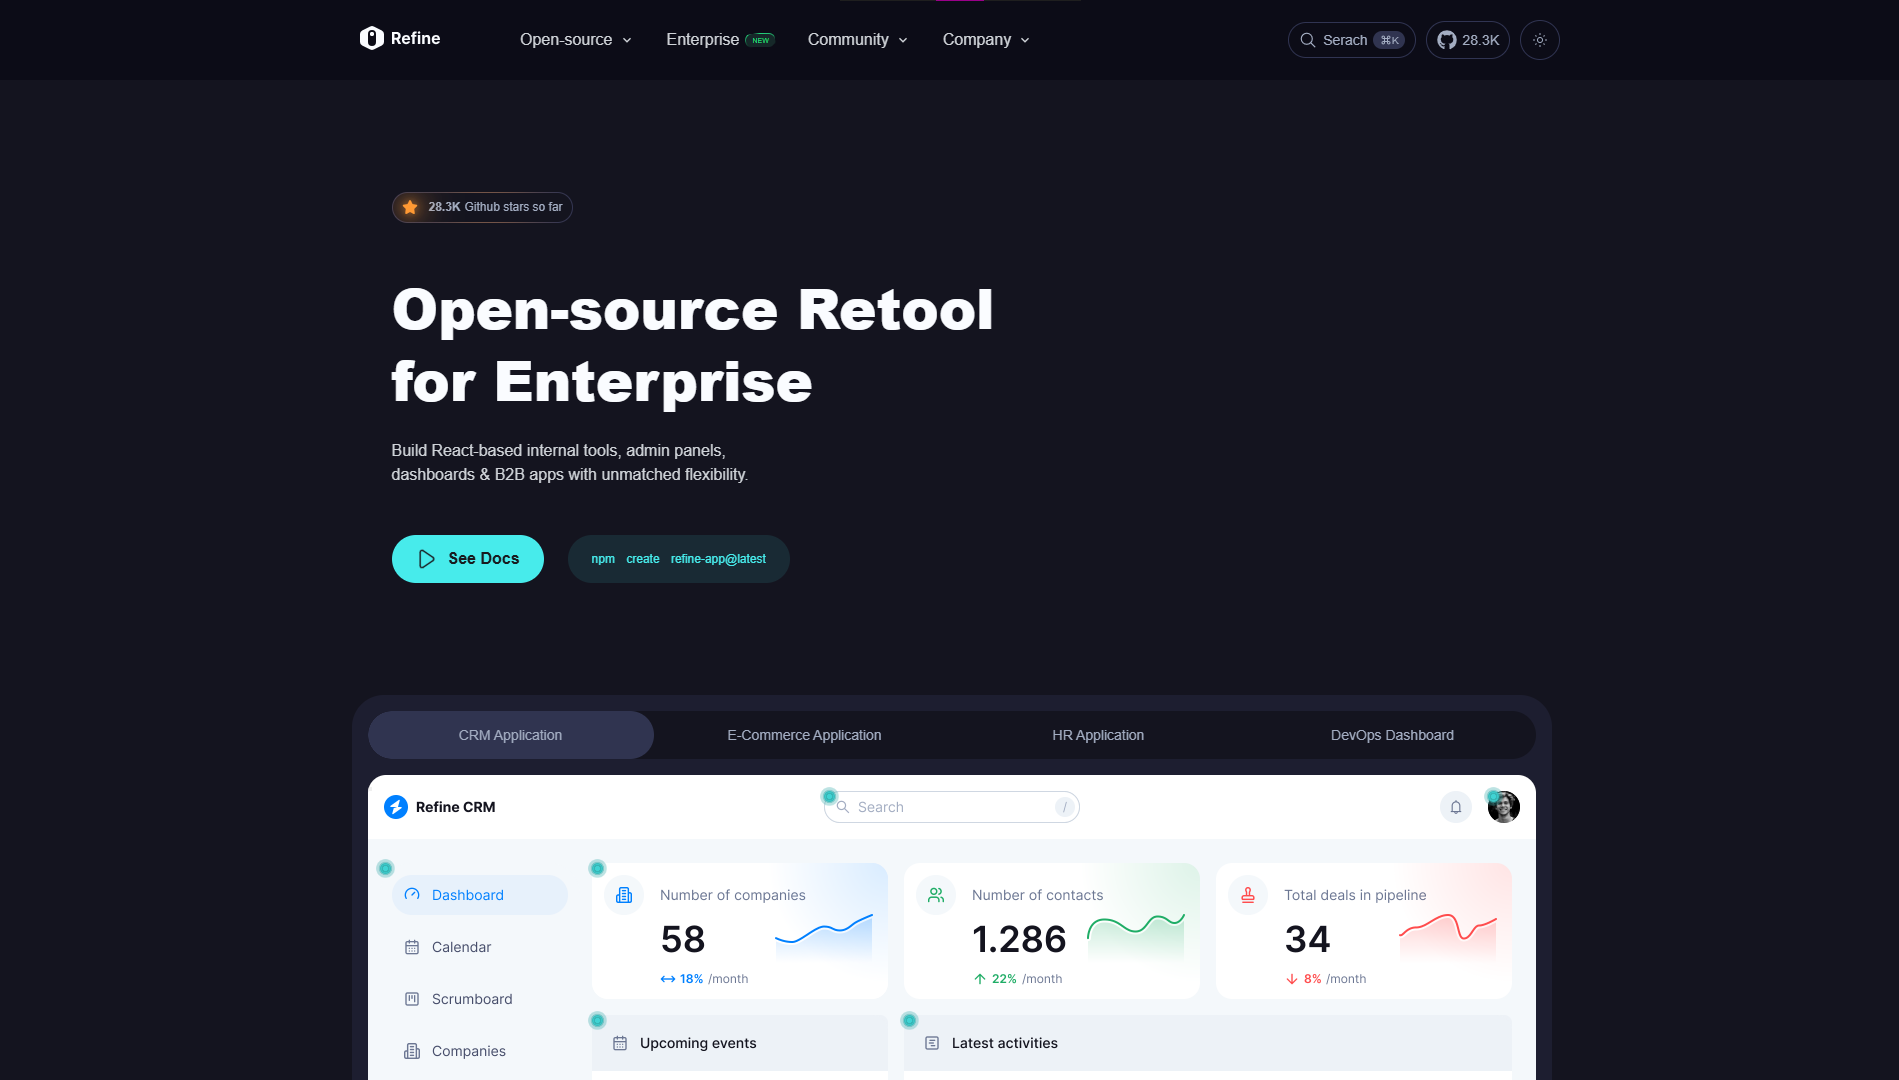 Refine
Open-source
Enterprise NEW
Community
Company
Serach ⌘K
28.3K
28.3K Github stars so far
Open-source Retool
for Enterprise
Build React-based internal tools, admin panels,
dashboards & B2B apps with unmatched flexibility.
See Docs
npm create refine-app@latest
CRM Application
E-Commerce Application
HR Application
DevOps Dashboard
Refine CRM
Search /
Dashboard
Calendar
Scrumboard
Companies
Number of companies
58
18% /month
Number of contacts
1.286
22% /month
Total deals in pipeline
34
8% /month
Upcoming events
Latest activities